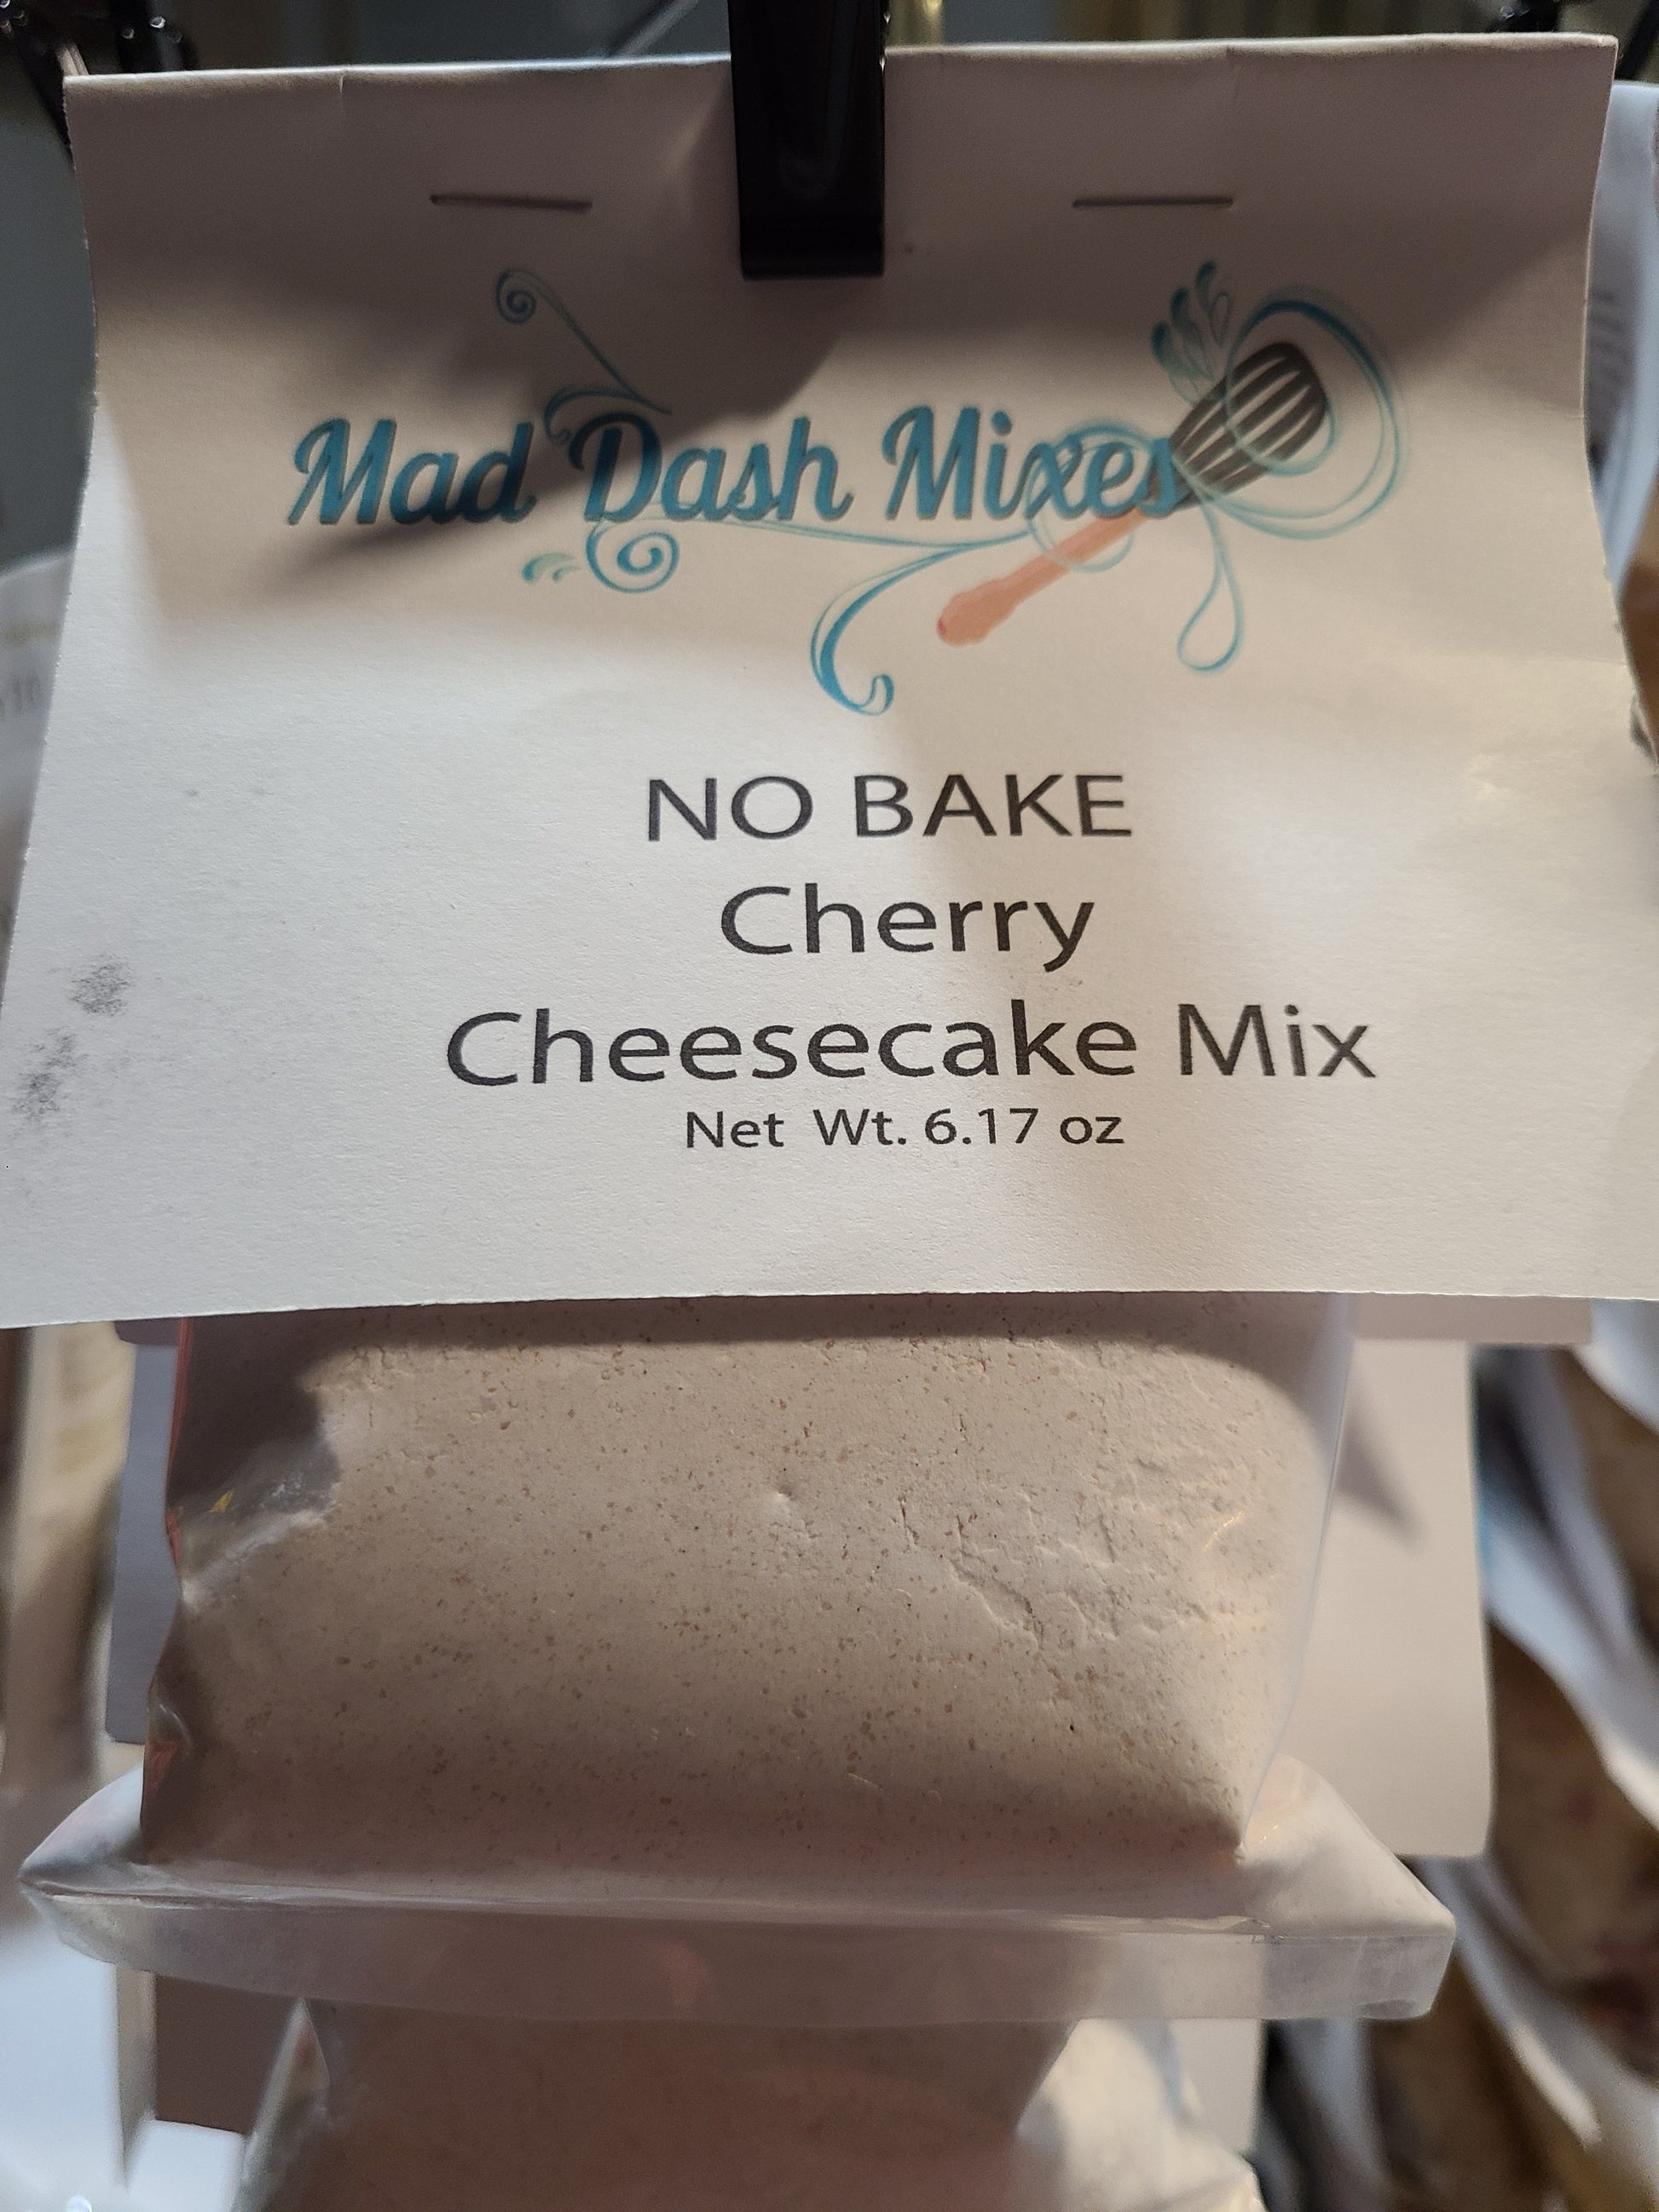 Mad Dash Mixes
NO BAKE
Cherry
Cheesecake Mix
Net Wt. 6.17 oz